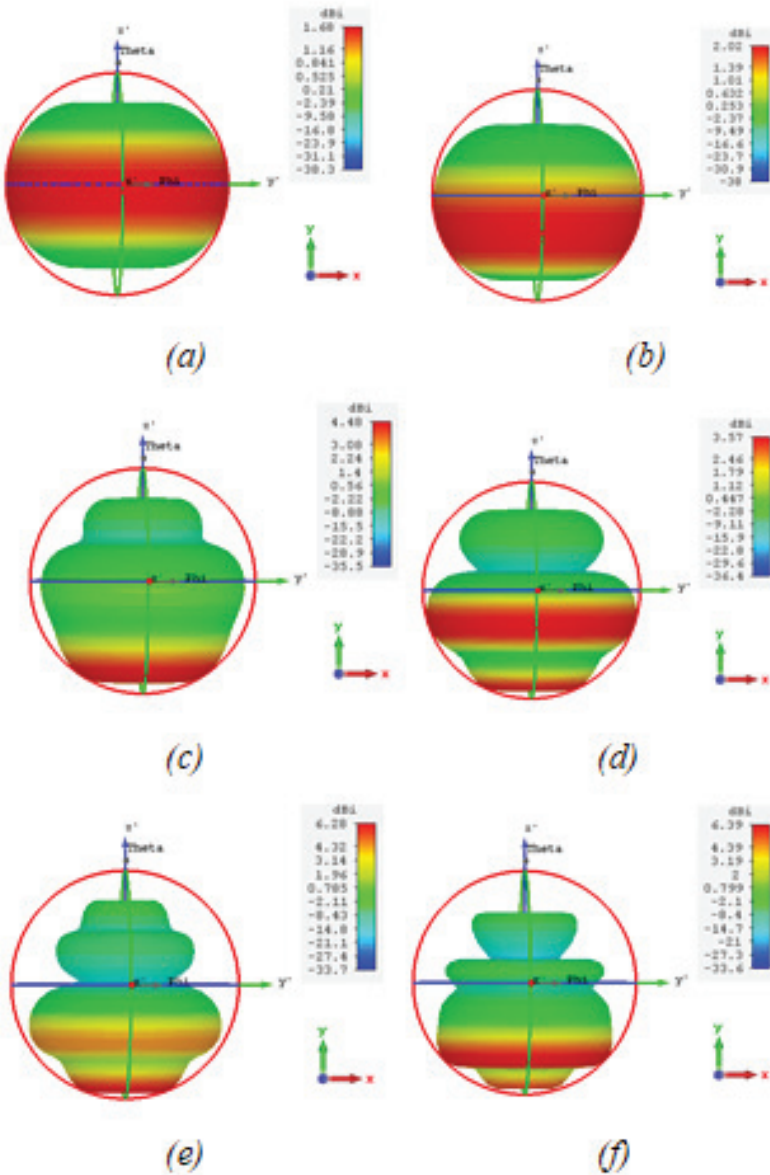 dBi
1.68
1.16
0.841
0.525
0.21
-2.39
-9.58
-16.8
-23.9
-31.1
-38.3
z'
Theta
y'
x' Phi
y
x
(a)
dBi
2.02
1.39
1.01
0.632
0.253
-2.37
-9.49
-16.6
-23.7
-30.9
-38
z'
Theta
y'
x' Phi
y
x
(b)
dBi
4.48
3.08
2.24
1.4
0.56
-2.22
-8.88
-15.5
-22.2
-28.9
-35.5
z'
Theta
y'
x' Phi
y
x
(c)
dBi
3.57
2.46
1.79
1.12
0.447
-2.28
-9.11
-15.9
-22.8
-29.6
-36.4
z'
Theta
y'
x' Phi
y
x
(d)
dBi
6.28
4.32
3.14
1.96
0.785
-2.11
-8.43
-14.8
-21.1
-27.4
-33.7
z'
Theta
y'
x' Phi
y
x
(e)
dBi
6.39
4.39
3.19
2
0.799
-2.1
-8.4
-14.7
-21
-27.3
-33.6
z'
Theta
y'
x' Phi
y
x
(f)